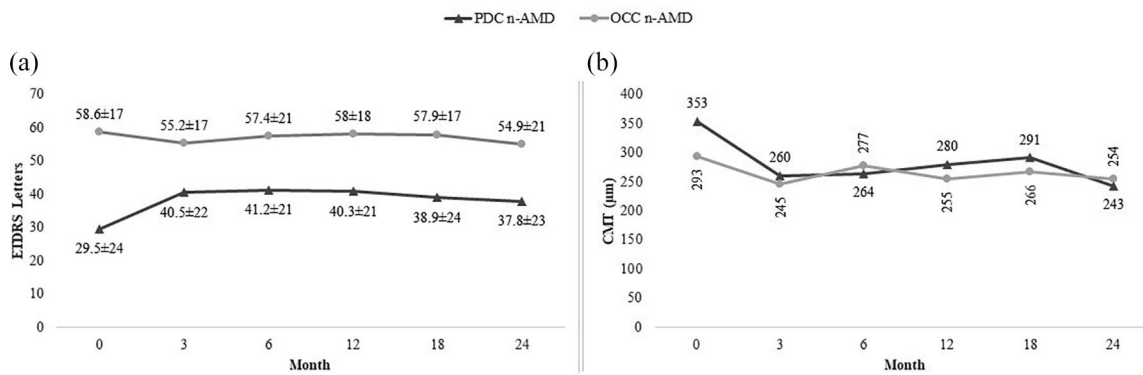 PDC n-AMD OCC n-AMD
(a)
ETDRS Letters
70
60
50
40
30
20
10
0
58.6±17 55.2±17 57.4±21 58±18 57.9±17 54.9±21
29.5±24 40.5±22 41.2±21 40.3±21 38.9±24 37.8±23
0 3 6 12 18 24
Month
(b)
CMT (µm)
400
350
300
250
200
150
100
50
0
353 260 277 280 291 254
293 245 264 255 266 243
0 3 6 12 18 24
Month